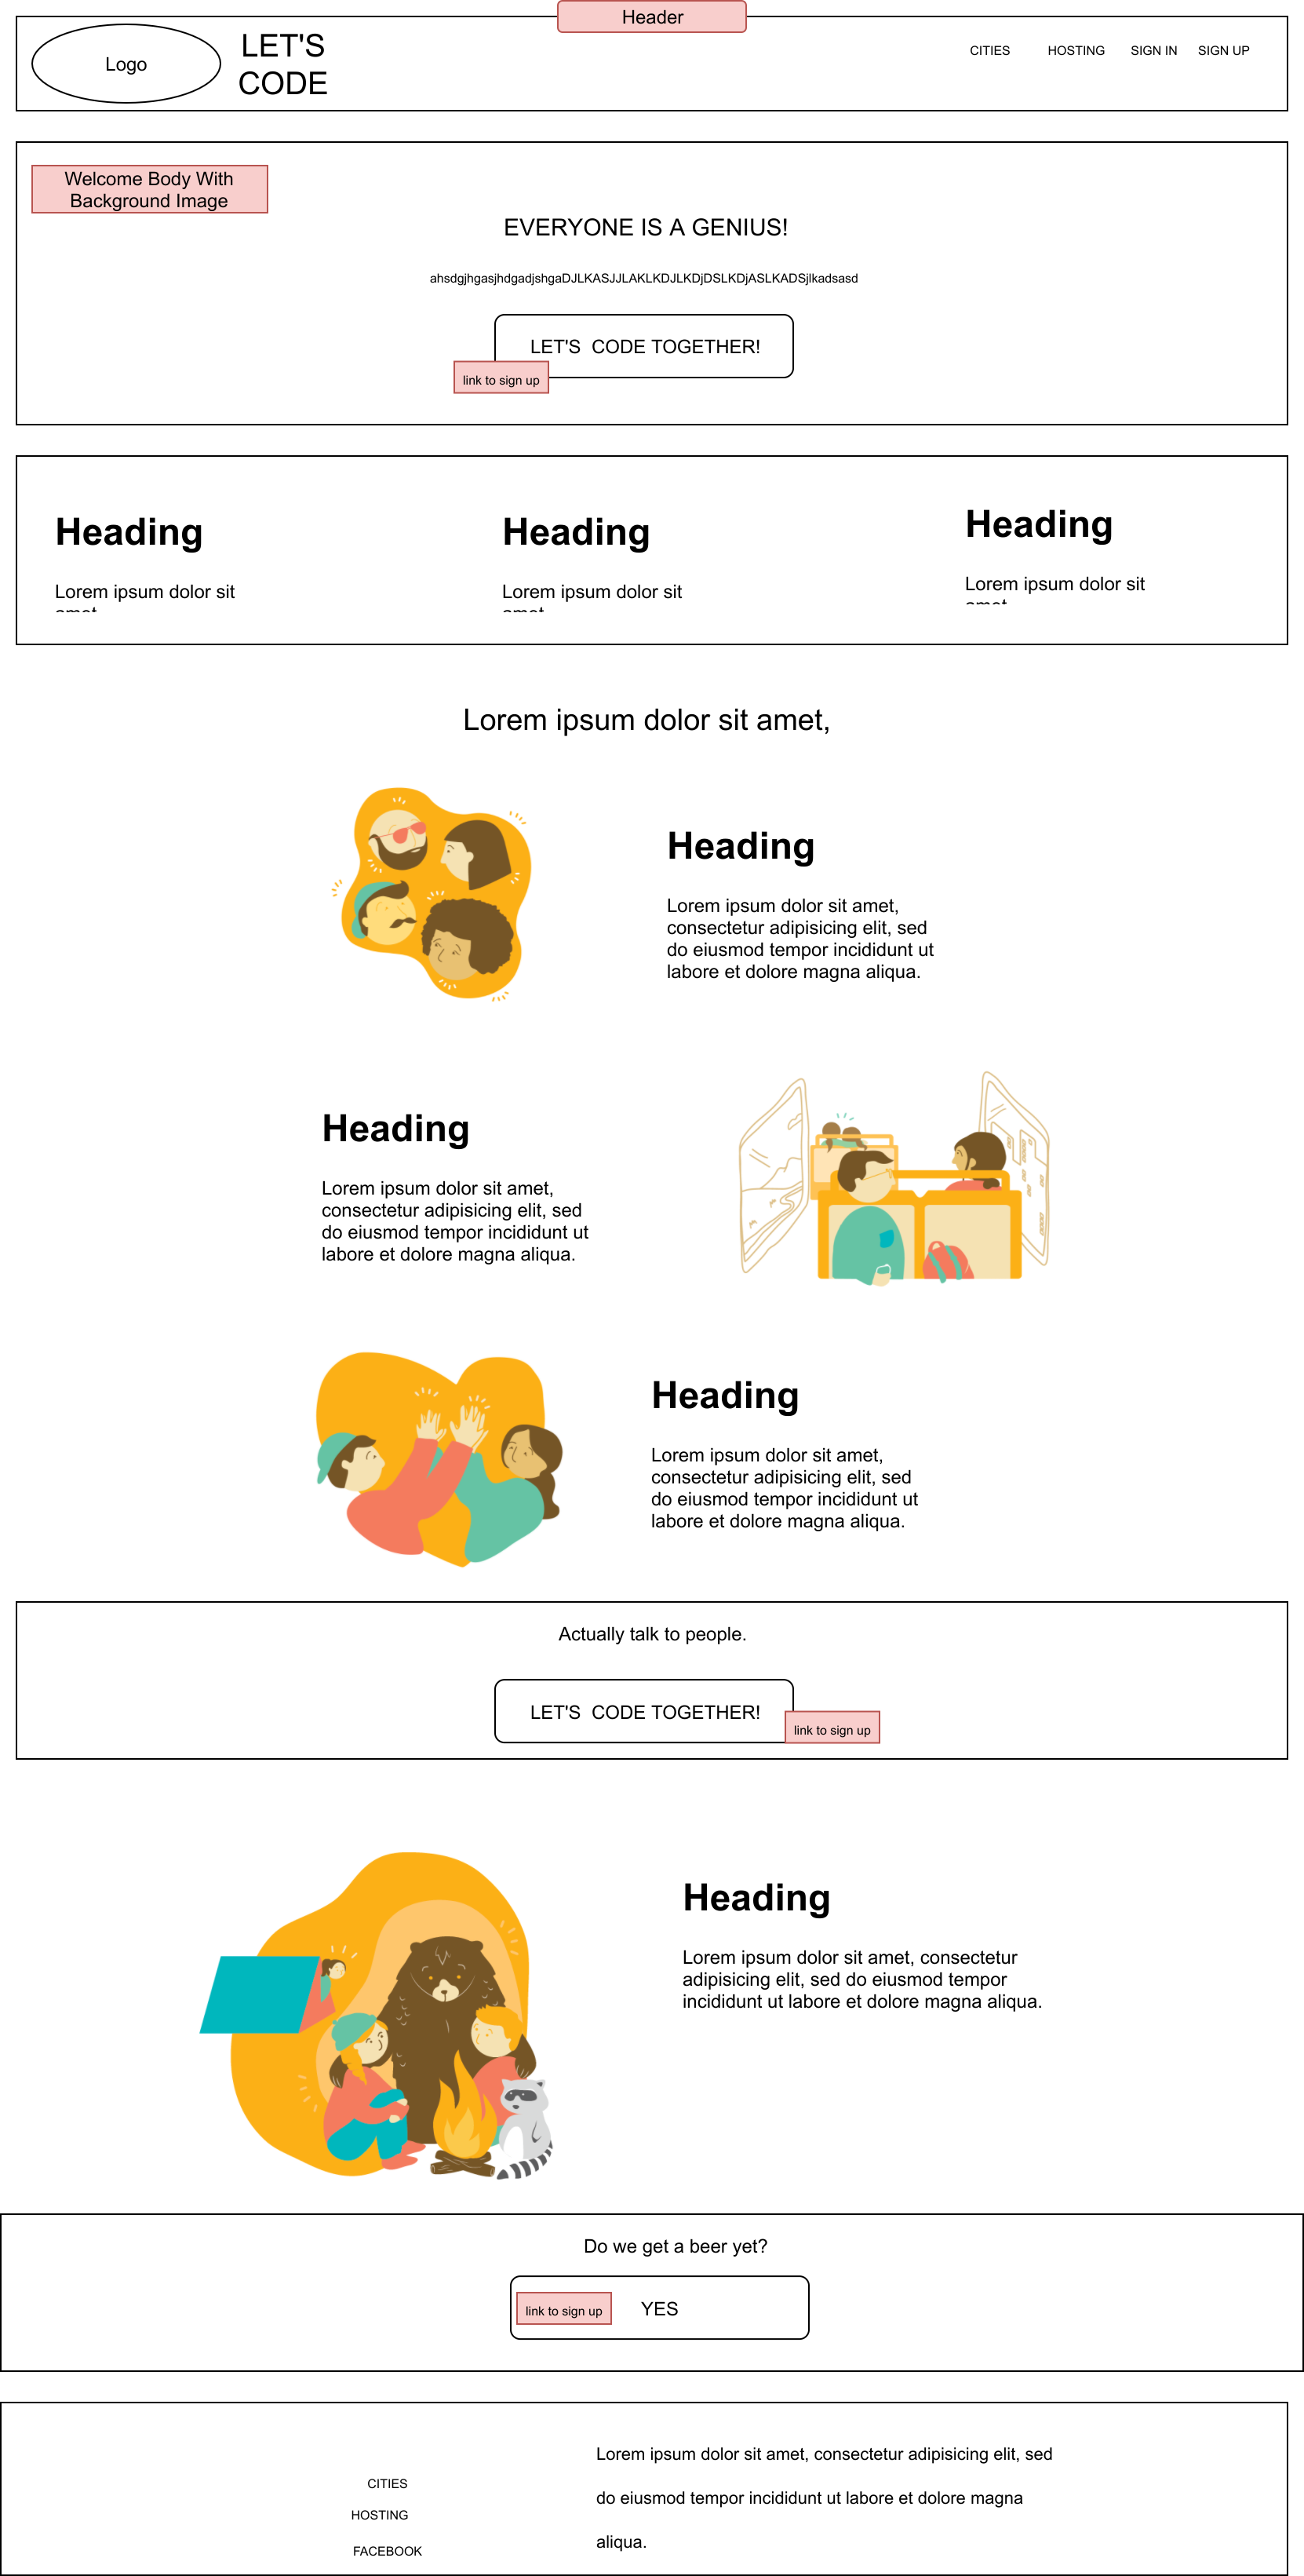 Header
Logo
LET'S
CODE
CITIES
HOSTING
SIGN IN
SIGN UP
Welcome Body With
Background Image
EVERYONE IS A GENIUS!
ahsdgjhgasjhdgadjshgaDJLKASJJLAKLKDJLKDjDSLKDjASLKADSjlkadsasd
LET'S  CODE TOGETHER!
link to sign up
Heading
Lorem ipsum dolor sit
amet
Heading
Lorem ipsum dolor sit
amet
Heading
Lorem ipsum dolor sit
amet
Lorem ipsum dolor sit amet,
Heading
Lorem ipsum dolor sit amet,
consectetur adipisicing elit, sed
do eiusmod tempor incididunt ut
labore et dolore magna aliqua.
Heading
Lorem ipsum dolor sit amet,
consectetur adipisicing elit, sed
do eiusmod tempor incididunt ut
labore et dolore magna aliqua.
Heading
Lorem ipsum dolor sit amet,
consectetur adipisicing elit, sed
do eiusmod tempor incididunt ut
labore et dolore magna aliqua.
Actually talk to people.
LET'S  CODE TOGETHER!
link to sign up
Heading
Lorem ipsum dolor sit amet, consectetur
adipisicing elit, sed do eiusmod tempor
incididunt ut labore et dolore magna aliqua.
Do we get a beer yet?
link to sign up
YES
CITIES
HOSTING
FACEBOOK
Lorem ipsum dolor sit amet, consectetur adipisicing elit, sed
do eiusmod tempor incididunt ut labore et dolore magna
aliqua.